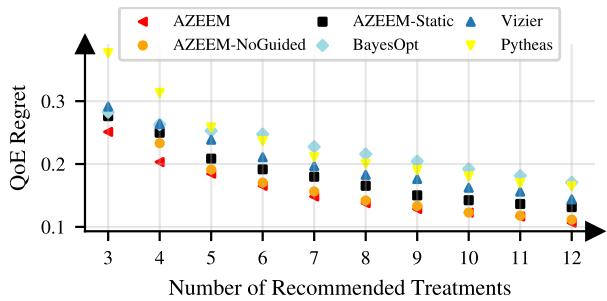 AZEEM AZEEM-Static Vizier
AZEEM-NoGuided BayesOpt Pytheas
QoE Regret
0.3
0.2
0.1
3 4 5 6 7 8 9 10 11 12
Number of Recommended Treatments